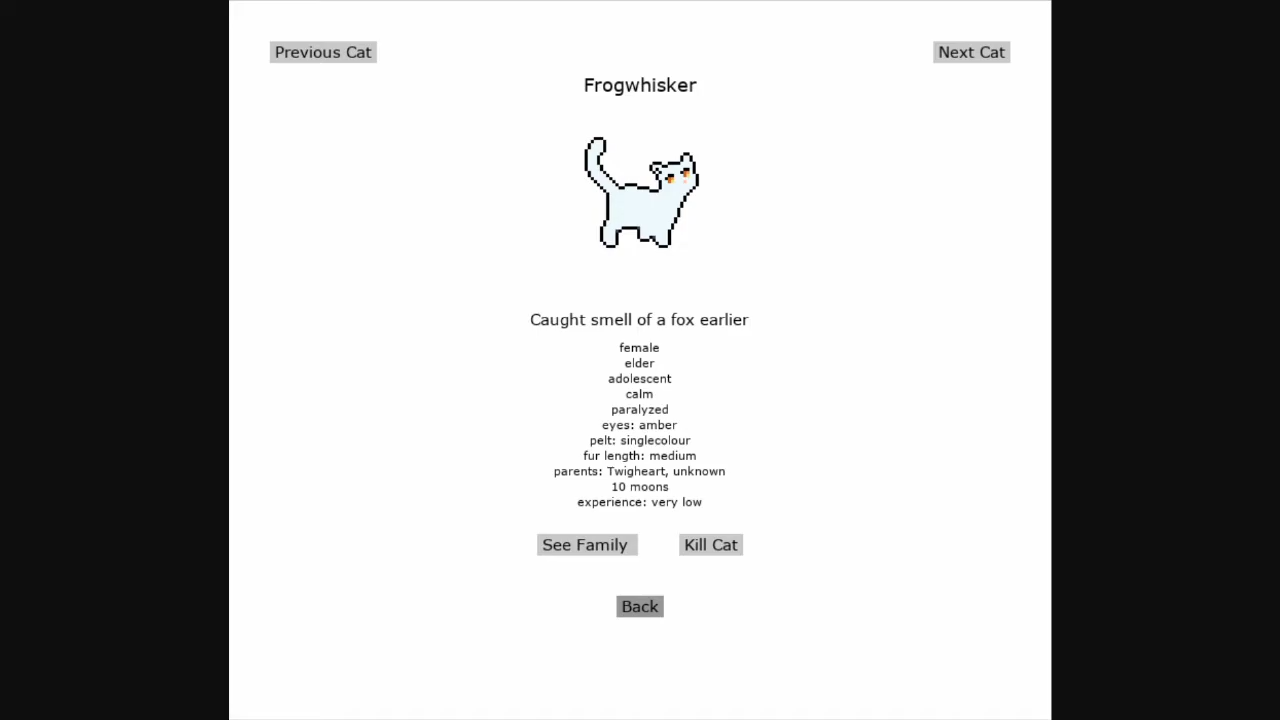 Previous Cat
Next Cat
Frogwhisker
Caught smell of a fox earlier
female
elder
adolescent
calm
paralyzed
eyes: amber
pelt: singlecolour
fur length: medium
parents: Twigheart, unknown
10 moons
experience: very low
See Family
Kill Cat
Back